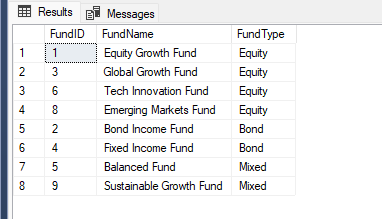 Results Messages
FundID FundName FundType
1 1 Equity Growth Fund Equity
2 3 Global Growth Fund Equity
3 6 Tech Innovation Fund Equity
4 8 Emerging Markets Fund Equity
5 2 Bond Income Fund Bond
6 4 Fixed Income Fund Bond
7 5 Balanced Fund Mixed
8 9 Sustainable Growth Fund Mixed